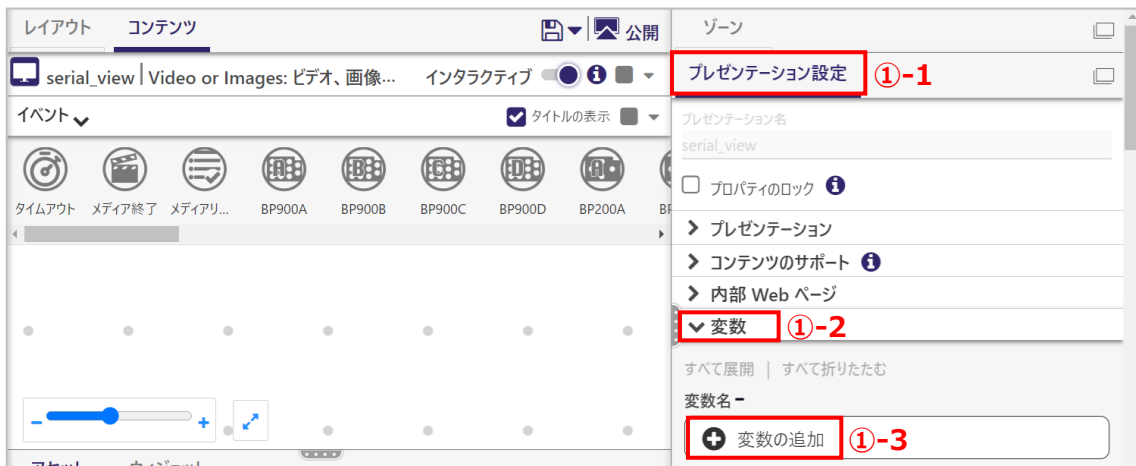 レイアウト コンテンツ 公開
serial_view Video or Images: ビデオ、画像... インタラクティブ
イベント タイトルの表示
タイムアウト メディア終了 メディアリ... BP900A BP900B BP900C BP900D BP200A
ゾーン
プレゼンテーション設定 ①-1
プレゼンテーション名
serial_view
プロパティのロック
プレゼンテーション
コンテンツのサポート
内部 Web ページ
変数 ①-2
すべて展開 | すべて折りたたむ
変数名
変数の追加 ①-3